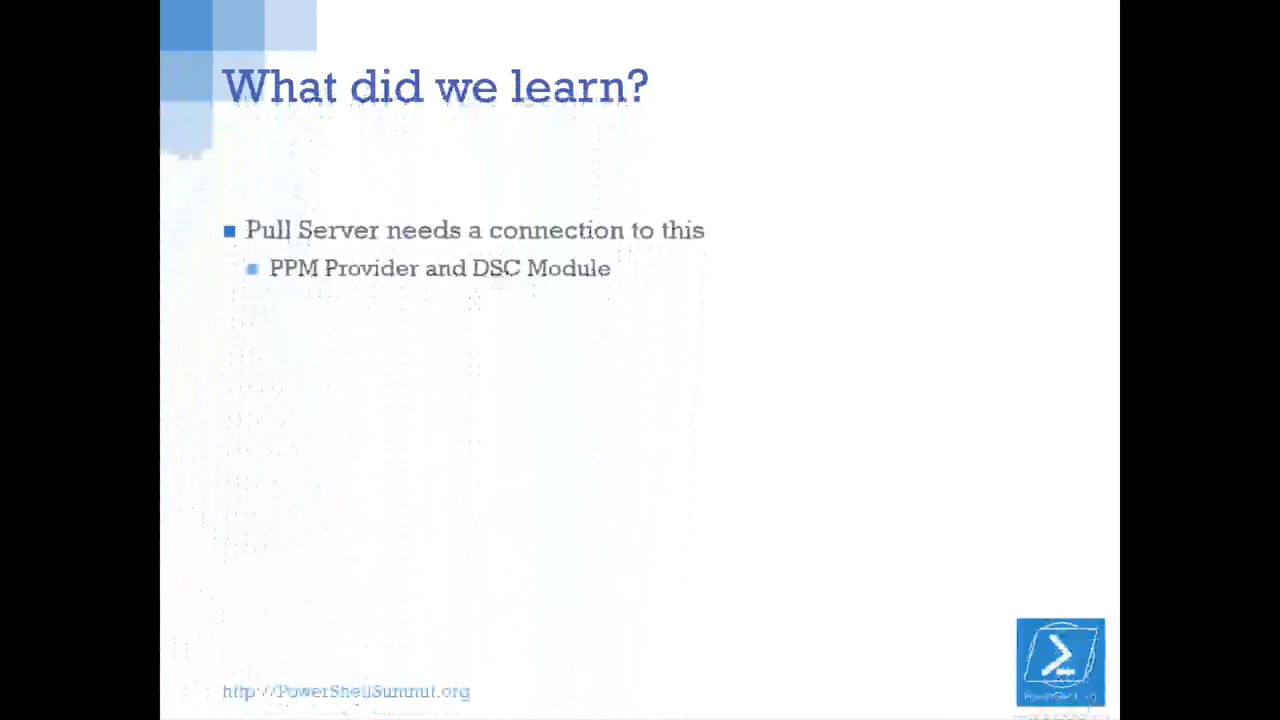 What did we learn?
Pull Server needs a connection to this
PPM Provider and DSC Module
http://PowerShellSummit.org